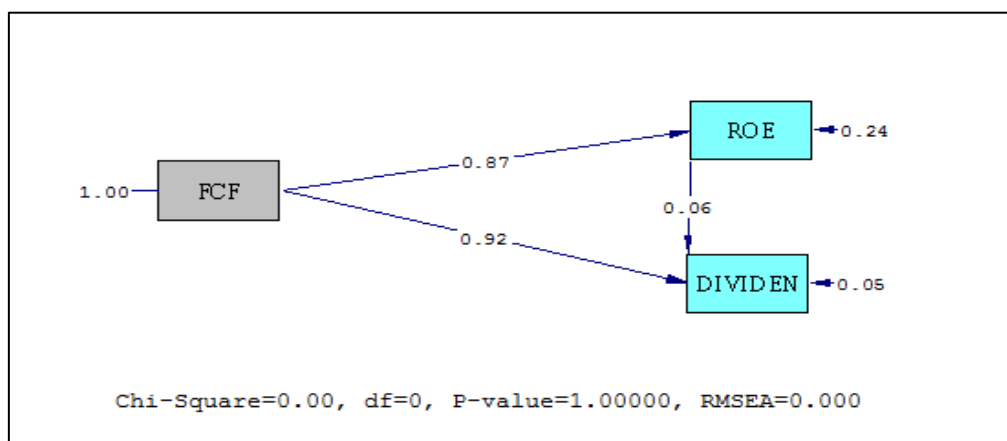 ROE
0.24
0.87
1.00
FCF
0.06
0.92
DIVIDEN
0.05
Chi-Square=0.00, df=0, P-value=1.00000, RMSEA=0.000